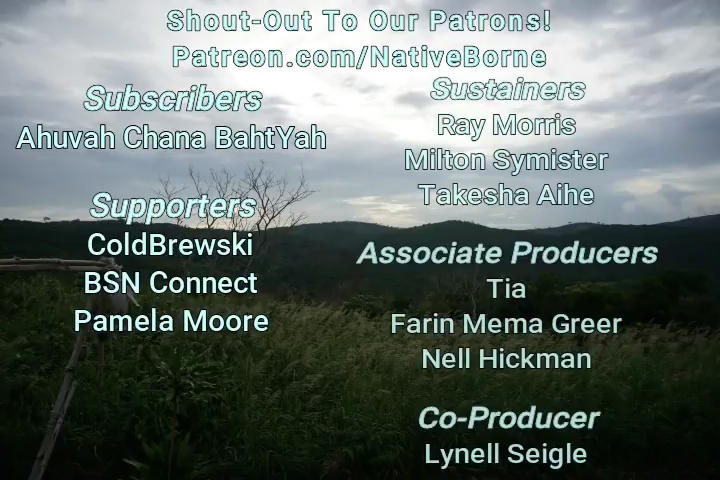 Shout-Out To Our Patrons!
Patreon.com/NativeBorne
Subscribers
Ahuvah Chana BahtYah
Supporters
ColdBrewski
BSN Connect
Pamela Moore
Sustainers
Ray Morris
Milton Symister
Takesha Aihe
Associate Producers
Tia
Farin Mema Greer
Nell Hickman
Co-Producer
Lynell Seigle